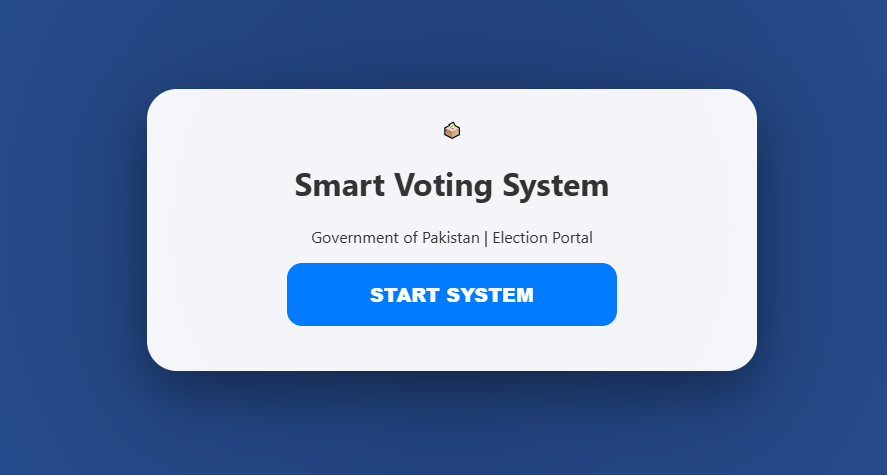 Smart Voting System
Government of Pakistan | Election Portal
START SYSTEM